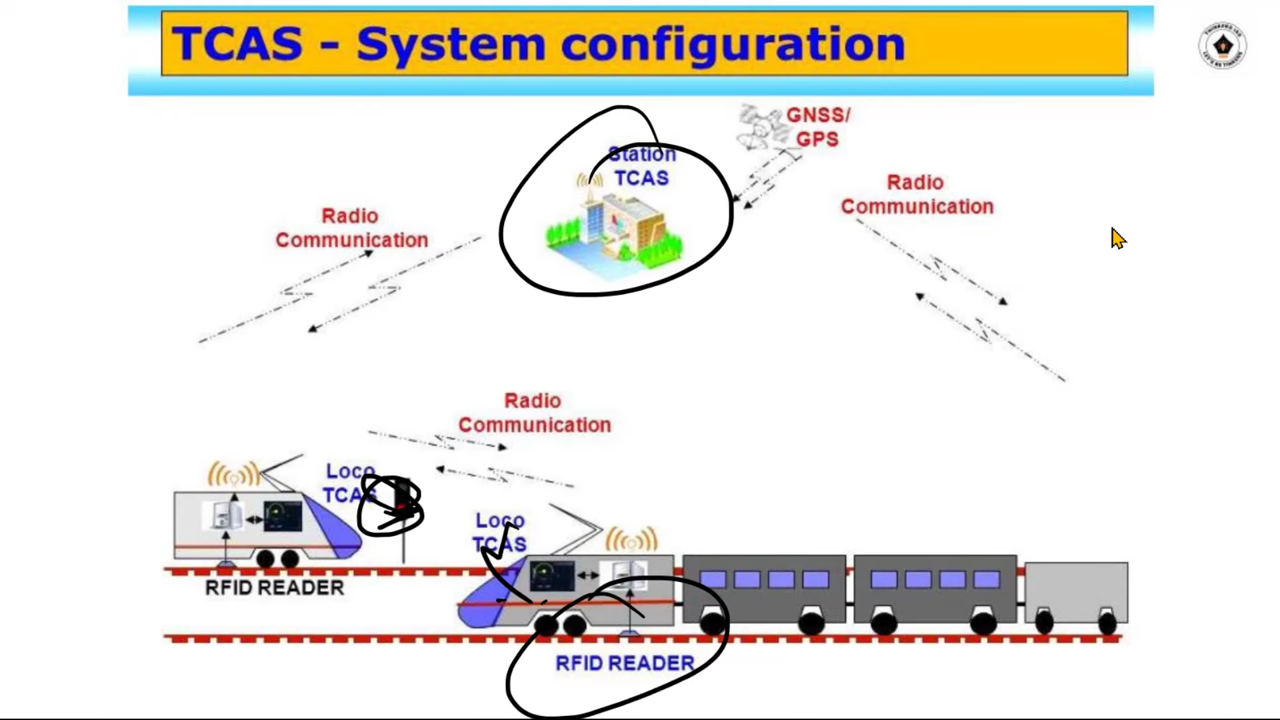 TCAS - System configuration
GNSS/
GPS
Station
TCAS
Radio
Communication
Radio
Communication
Radio
Communication
Loco
TCAS
Loco
TCAS
RFID READER
RFID READER